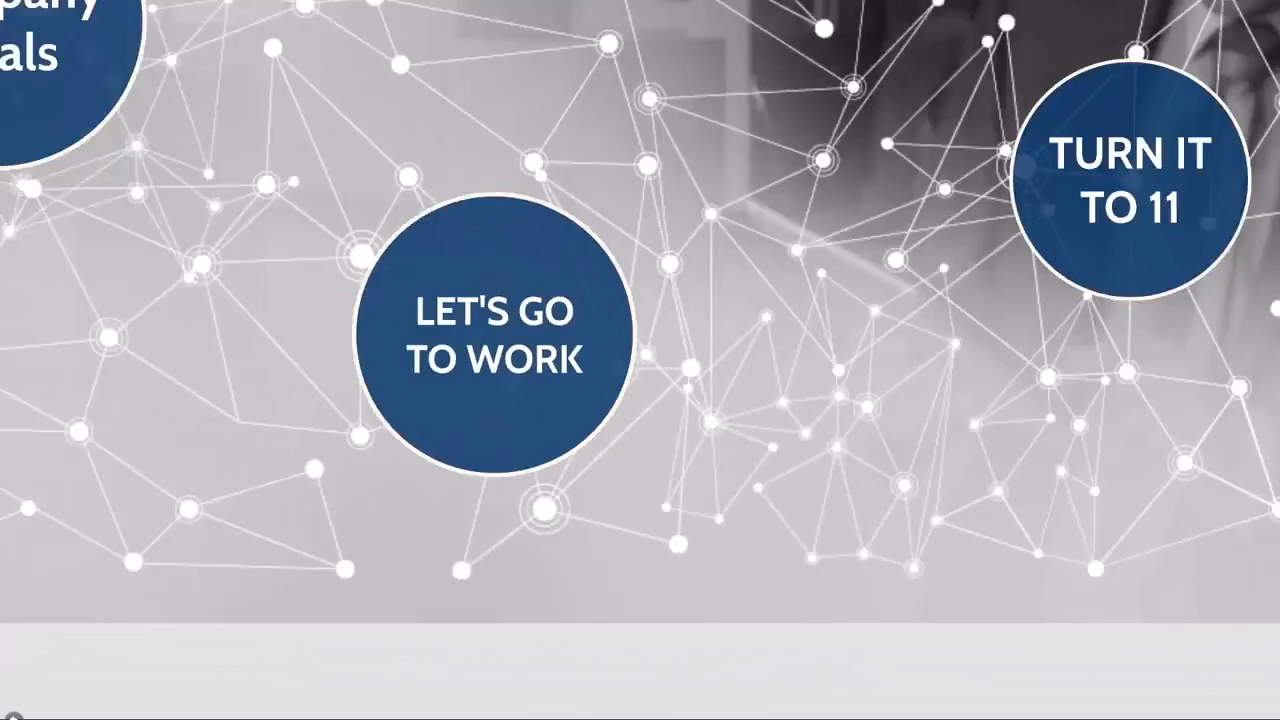 als
TURN IT
TO 11
LET'S GO
TO WORK